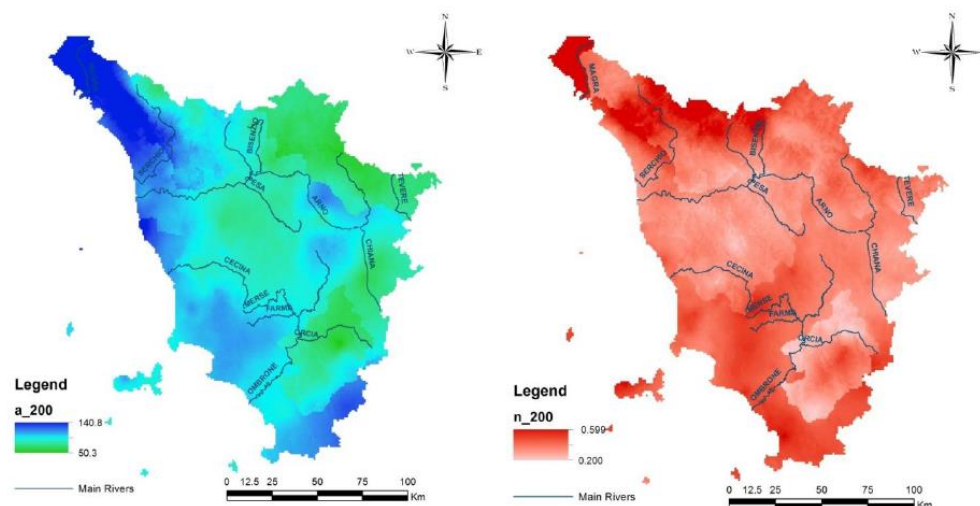 N
W
E
S
MAGRA
SERCHIO
BISENZIO
PESA
ARNO
TEVERE
CHIANA
CECINA
MERSE
FARMA
ORCIA
OMBRONE
Legend
a_200
140.8
50.3
Main Rivers
0 12.5 25 50 75 100
Km
N
W
E
S
MAGRA
SERCHIO
BISENZIO
PESA
ARNO
TEVERE
CHIANA
CECINA
MERSE
FARMA
ORCIA
OMBRONE
Legend
n_200
0.599
0.200
Main Rivers
0 12.5 25 50 75 100
Km